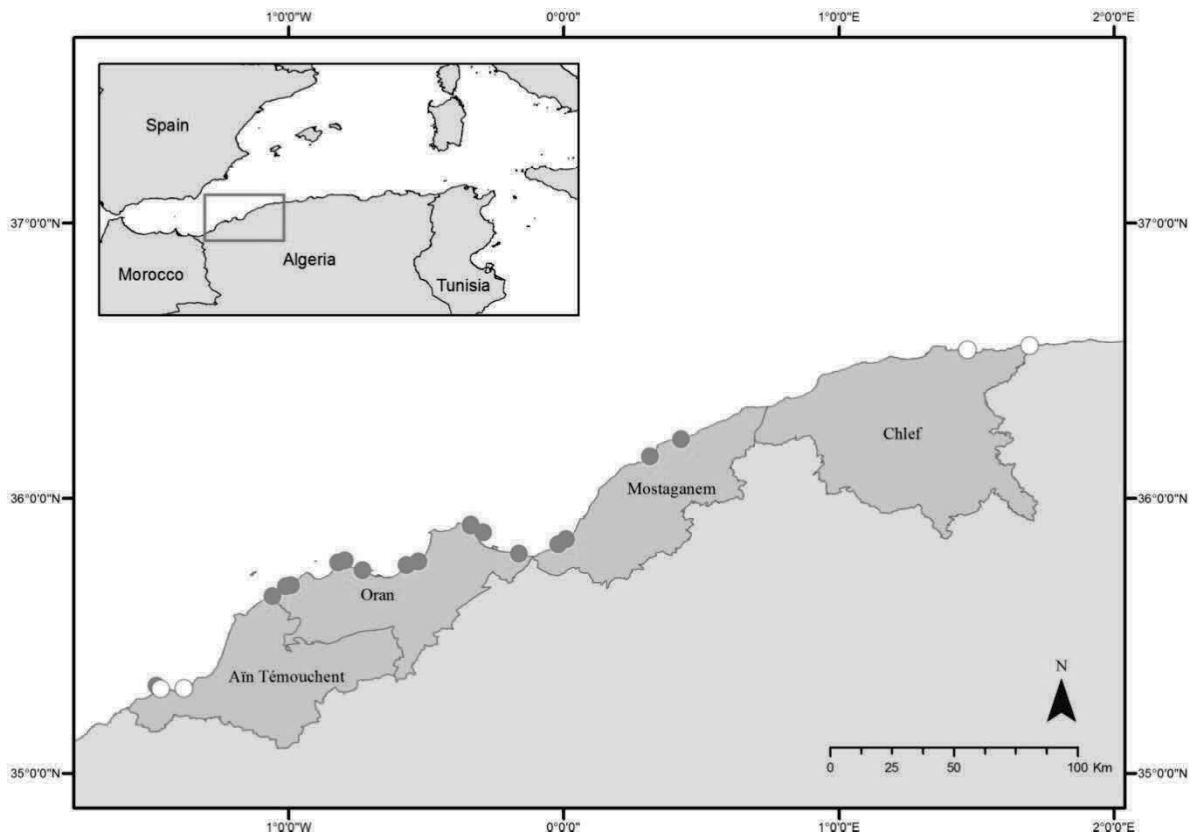 1°0'0"W 0°0'0" 1°0'0"E 2°0'0"E
Spain
Morocco
Algeria
Tunisia
37°0'0"N 37°0'0"N
Chlef
Mostaganem
36°0'0"N 36°0'0"N
Oran
Aïn Témouchent
N
0 25 50 100 Km
35°0'0"N 35°0'0"N
1°0'0"W 0°0'0" 1°0'0"E 2°0'0"E